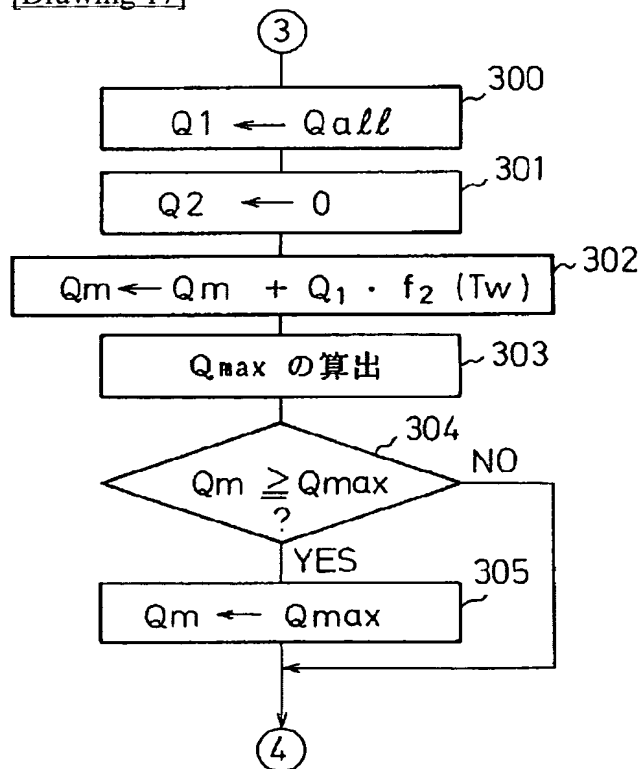 [Drawing 17]
3
300
Q1 ← Qall
301
Q2 ← 0
302
Qm ← Qm + Q₁ · f₂ (Tw)
Qmax の算出
303
304
Qm ≧ Qmax
?
NO
YES
305
Qm ← Qmax
4